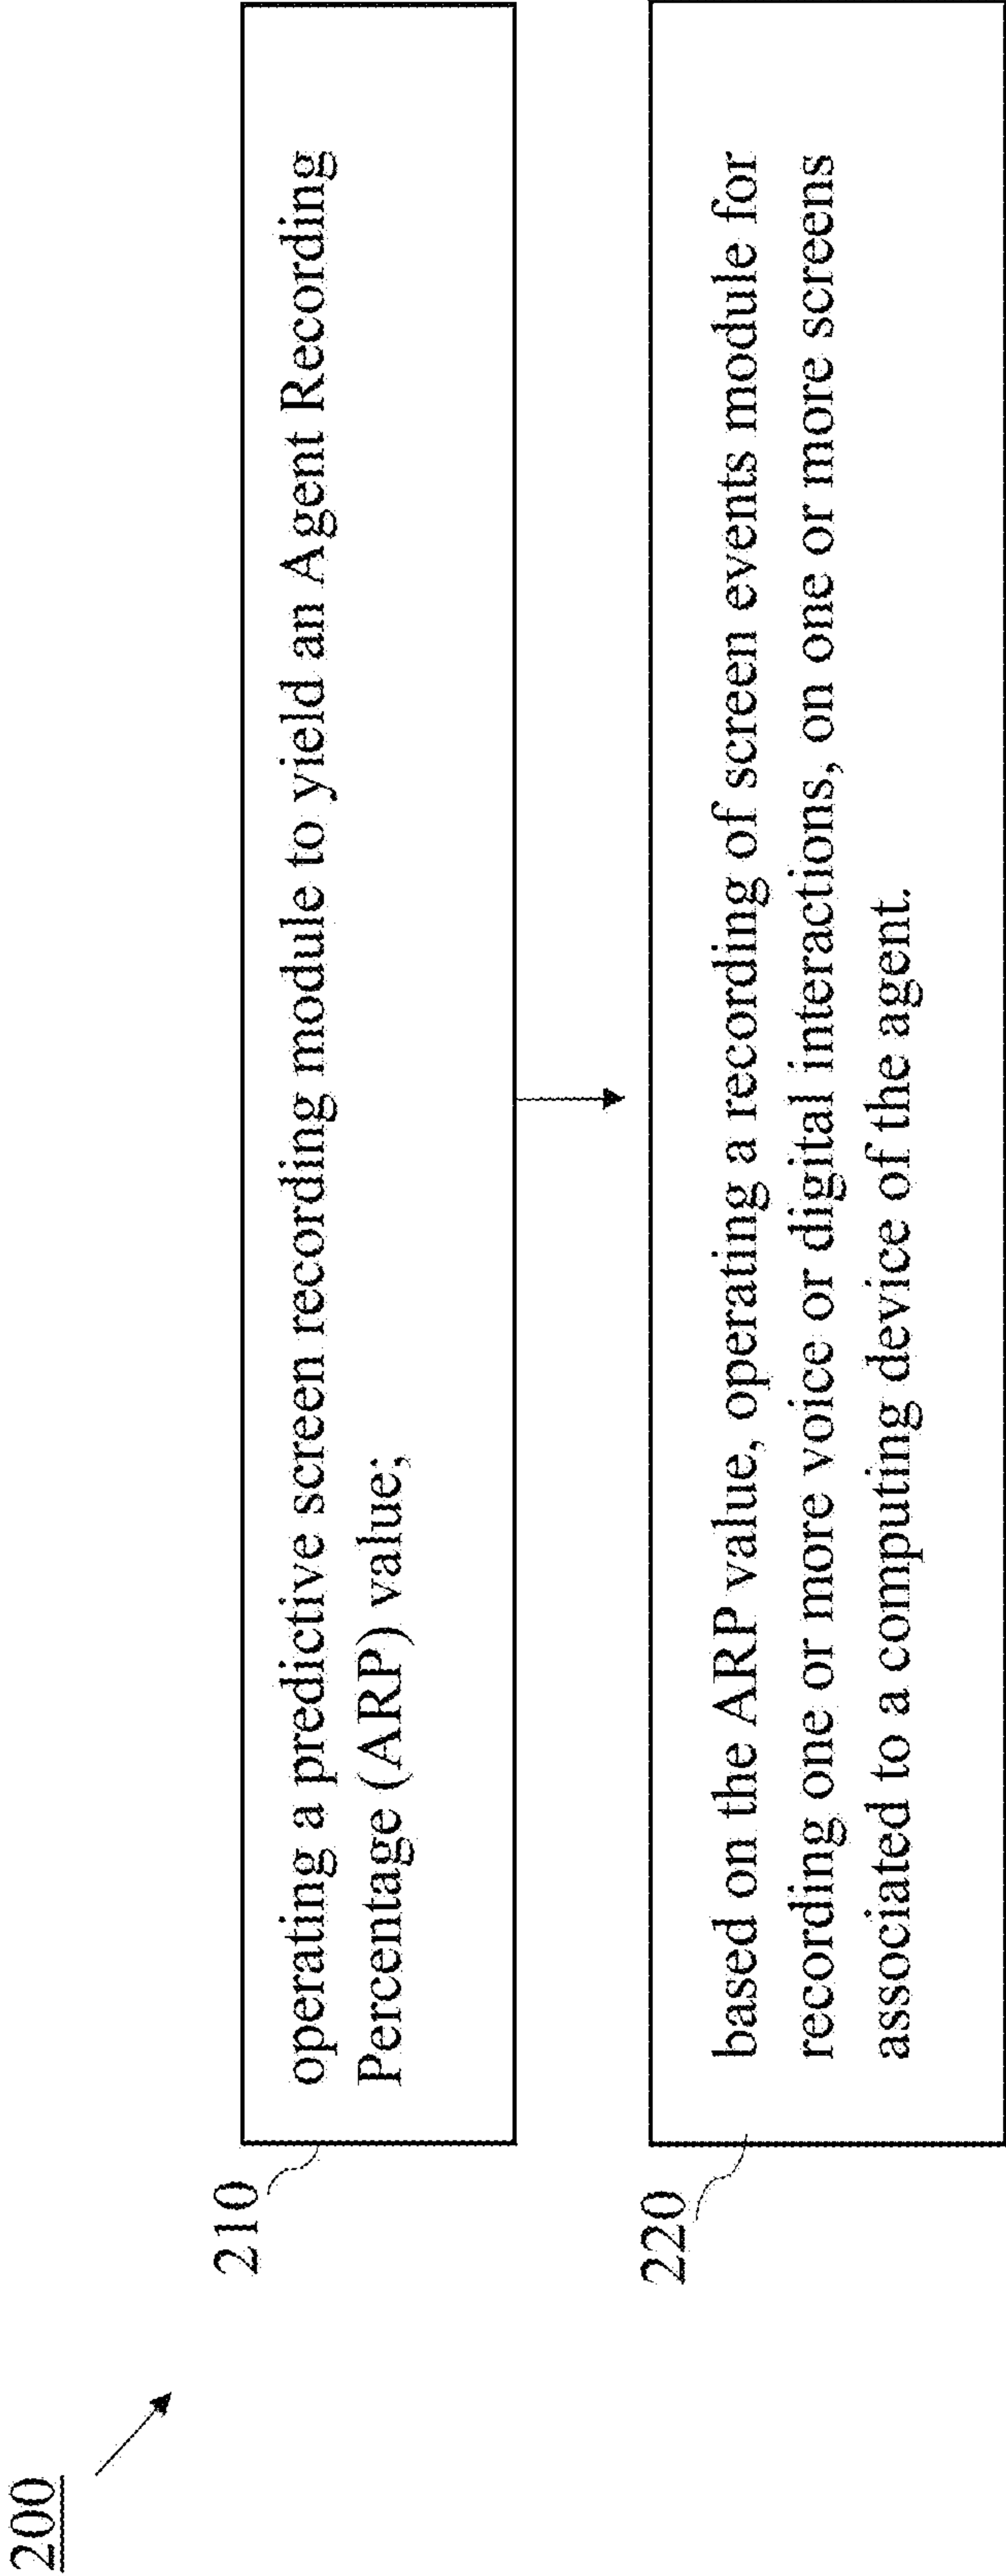 200
210
operating a predictive screen recording module to yield an Agent Recording
Percentage (ARP) value;
220
based on the ARP value, operating a recording of screen events module for
recording one or more voice or digital interactions, on one or more screens
associated to a computing device of the agent.